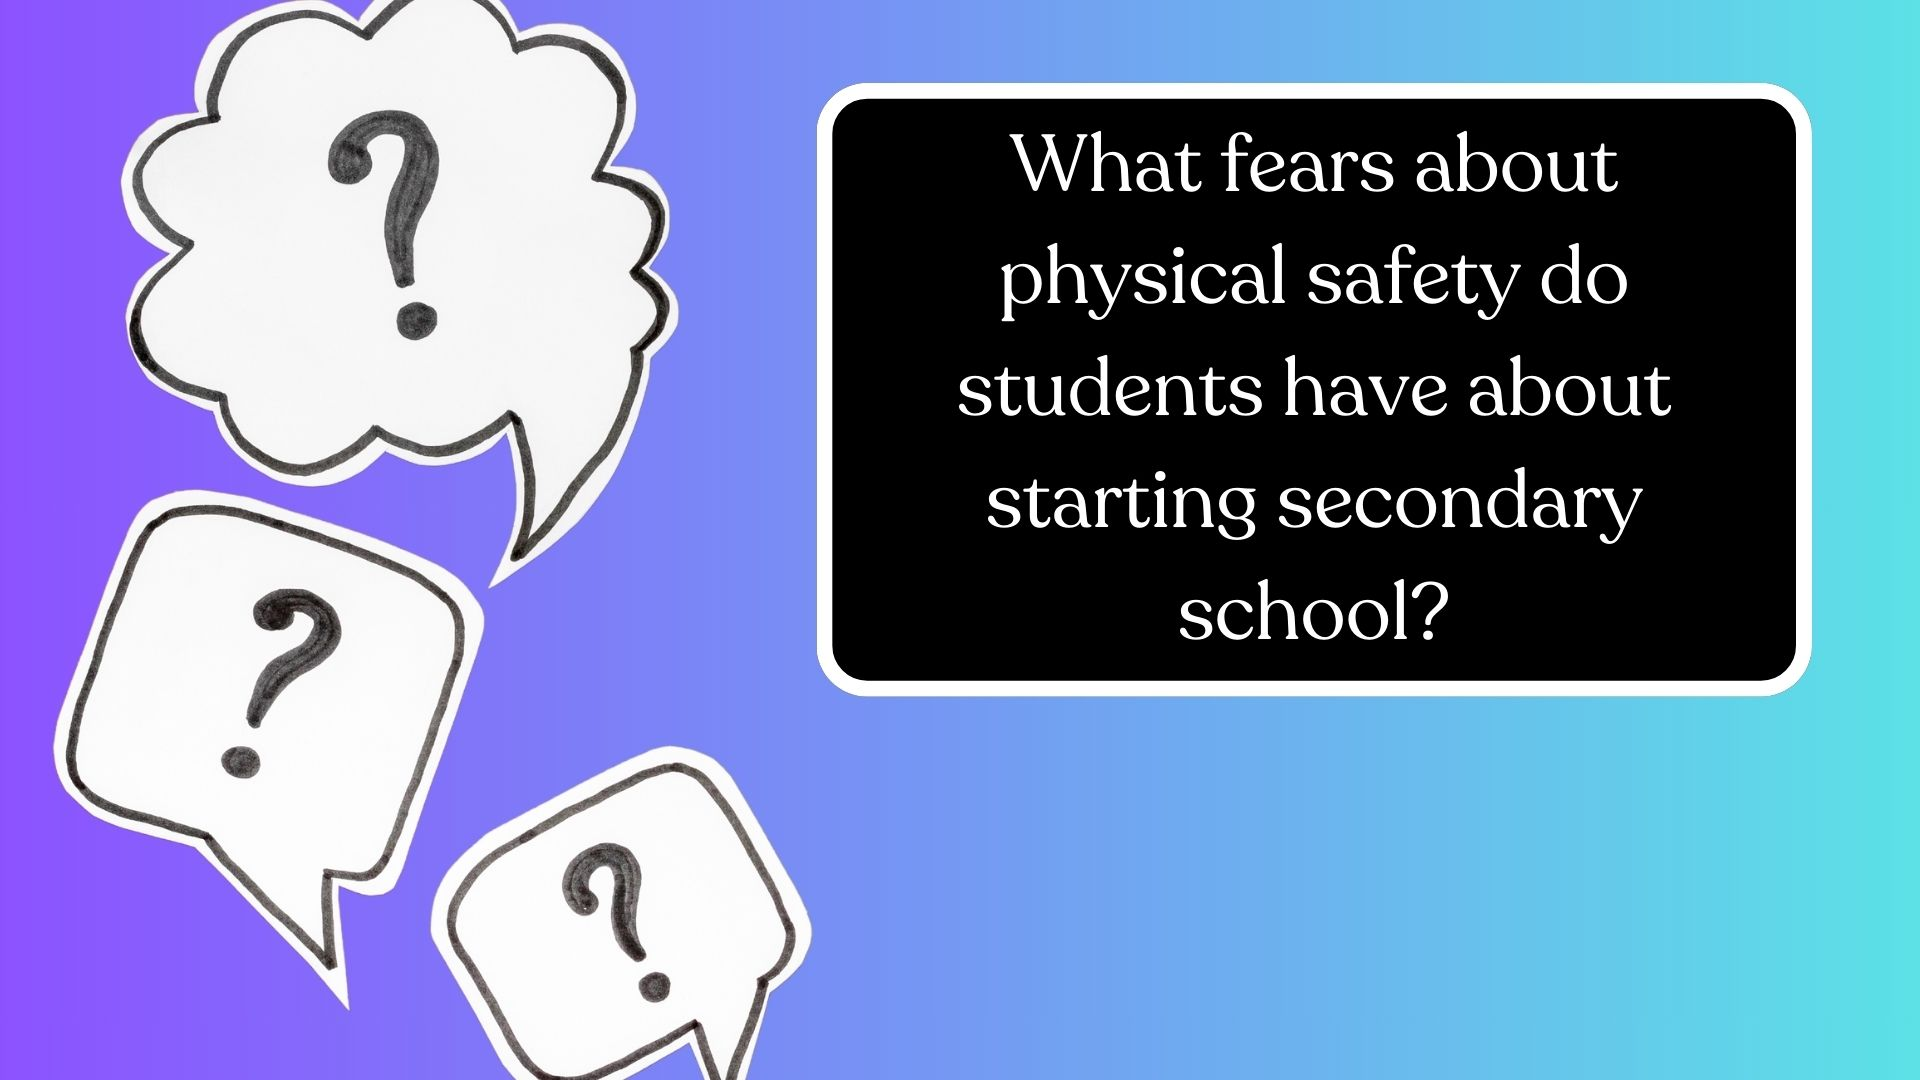 ?
?
?
What fears about
physical safety do
students have about
starting secondary
school?